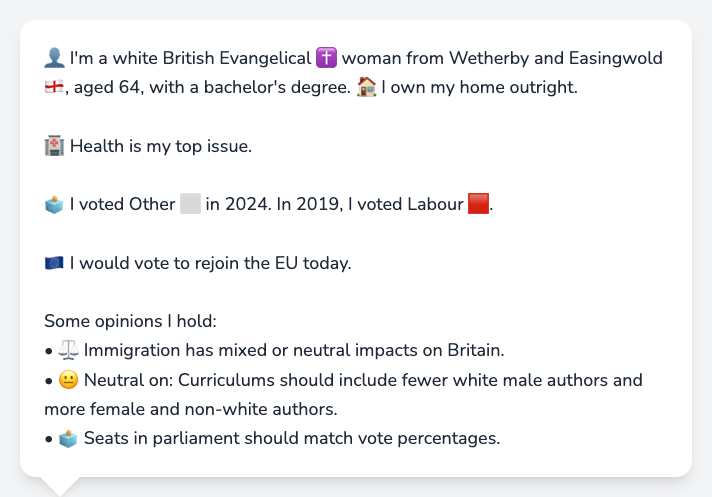 👤 I'm a white British Evangelical ✝️ woman from Wetherby and Easingwold
🏴󠁧󠁢󠁥󠁮󠁧󠁿, aged 64, with a bachelor's degree. 🏠 I own my home outright.
🏥 Health is my top issue.
🗳️ I voted Other ⬜ in 2024. In 2019, I voted Labour 🟥.
🇪🇺 I would vote to rejoin the EU today.
Some opinions I hold:
• ⚖️ Immigration has mixed or neutral impacts on Britain.
• 😐 Neutral on: Curriculums should include fewer white male authors and
more female and non-white authors.
• 🗳️ Seats in parliament should match vote percentages.